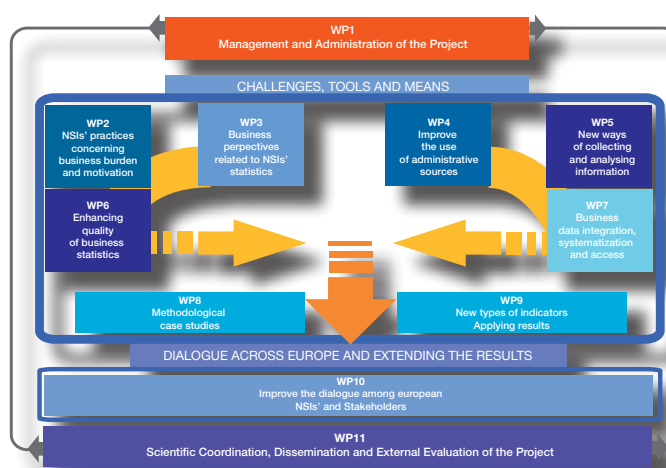 WP1
Management and Administration of the Project
CHALLENGES, TOOLS AND MEANS
WP2
NSIs' practices
concerning
business burden
and motivation
WP3
Business
perpectives
related to NSIs'
statistics
WP4
Improve
the use
of administrative
sources
WP5
New ways
of collecting
and analysing
information
WP6
Enhancing
quality
of business
statistics
WP7
Business
data integration,
systematization
and access
WP8
Methodological
case studies
WP9
New types of indicators
Applying results
DIALOGUE ACROSS EUROPE AND EXTENDING THE RESULTS
WP10
Improve the dialogue among european
NSIs' and Stakeholders
WP11
Scientific Coordination, Dissemination and External Evaluation of the Project